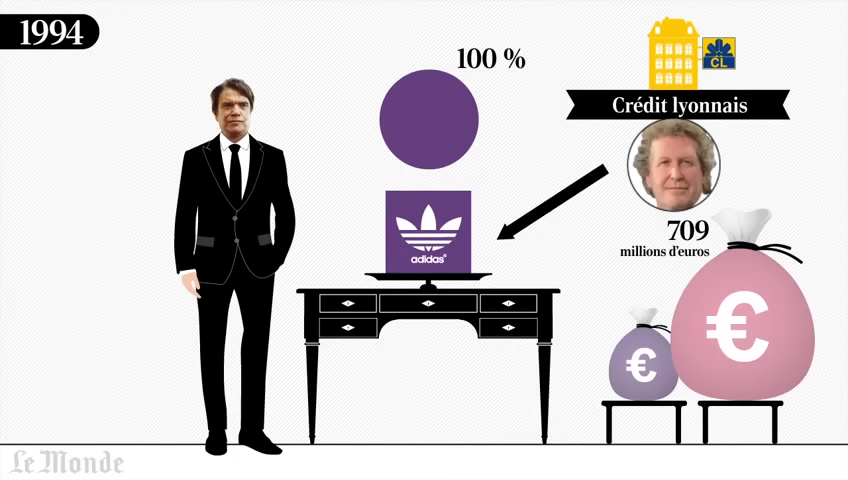 1994
100 %
CL
Crédit lyonnais
709
millions d'euros
adidas®
€
€
Le Monde